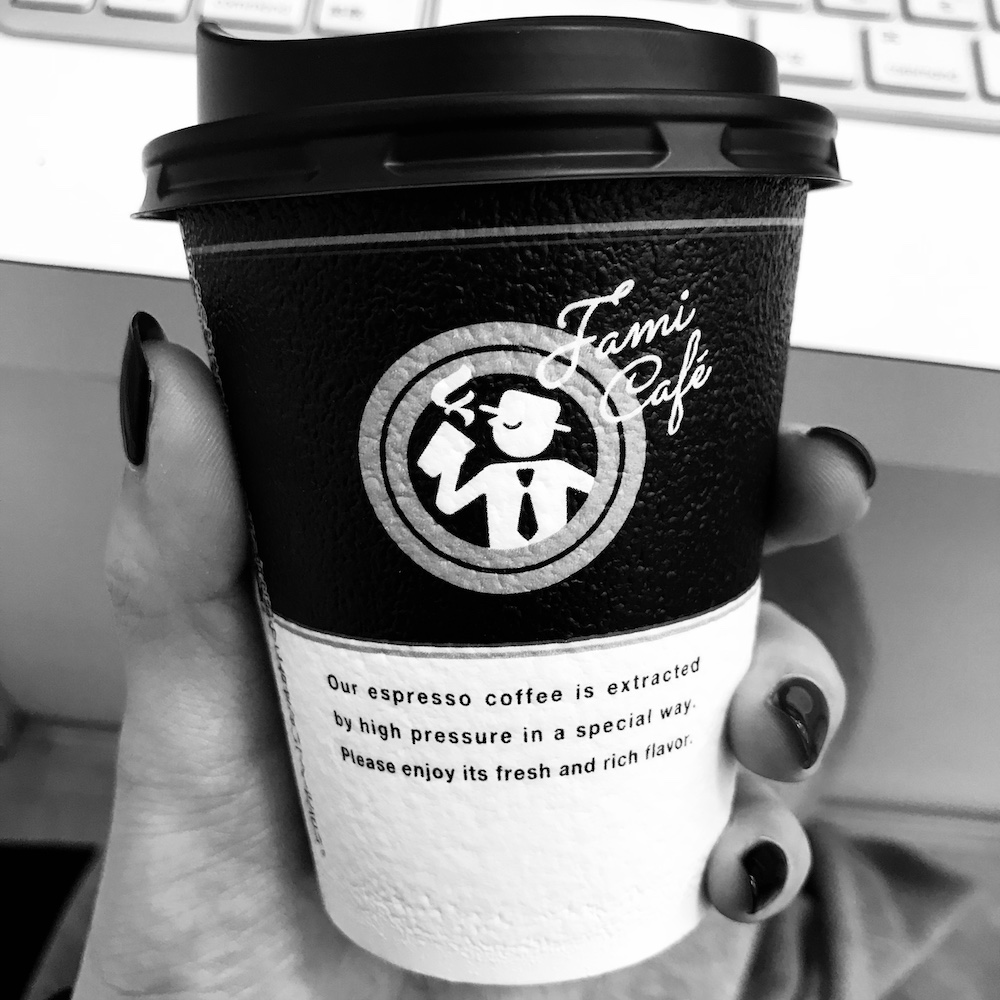 Fami
Café
Our espresso coffee is extracted
by high pressure in a special way.
Please enjoy its fresh and rich flavor.